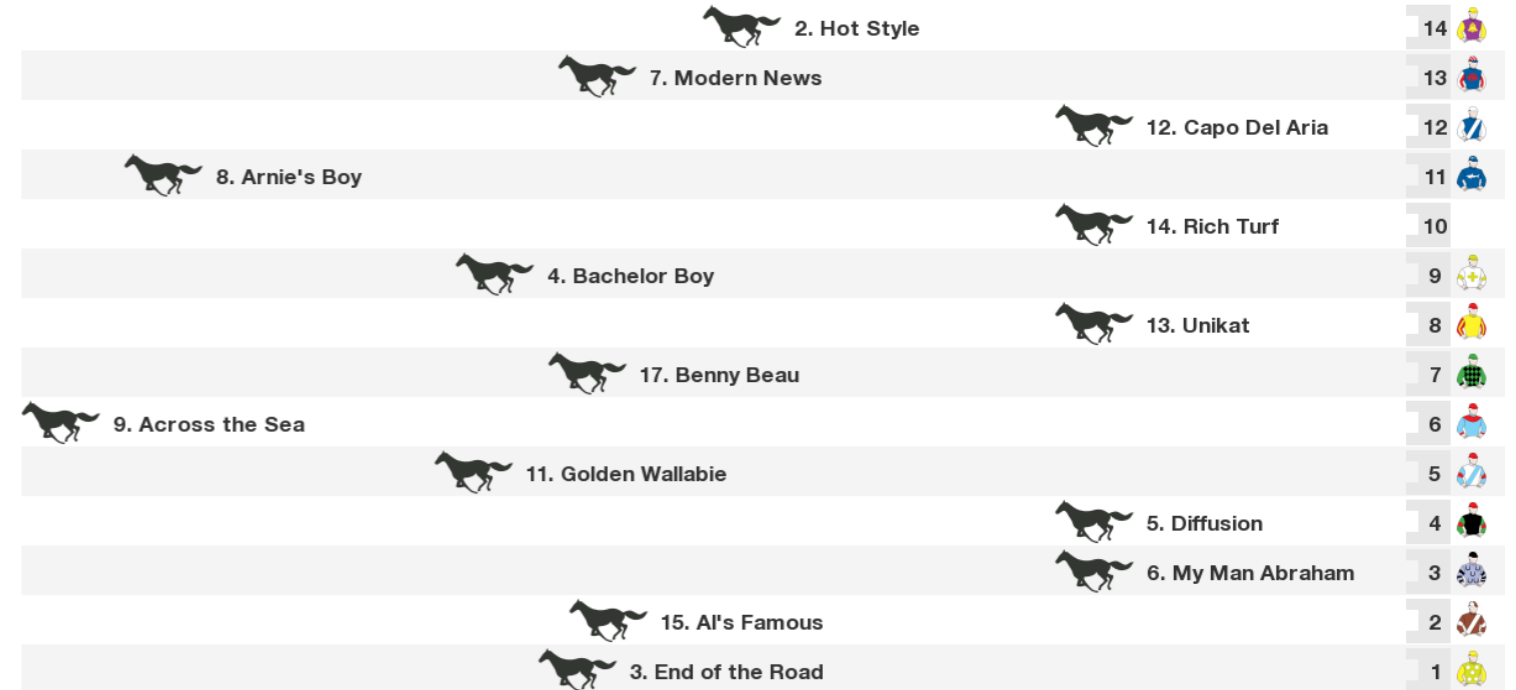 2. Hot Style 14
7. Modern News 13
12. Capo Del Aria 12
8. Arnie's Boy 11
14. Rich Turf 10
4. Bachelor Boy 9
13. Unikat 8
17. Benny Beau 7
9. Across the Sea 6
11. Golden Wallabie 5
5. Diffusion 4
6. My Man Abraham 3
15. Al's Famous 2
3. End of the Road 1